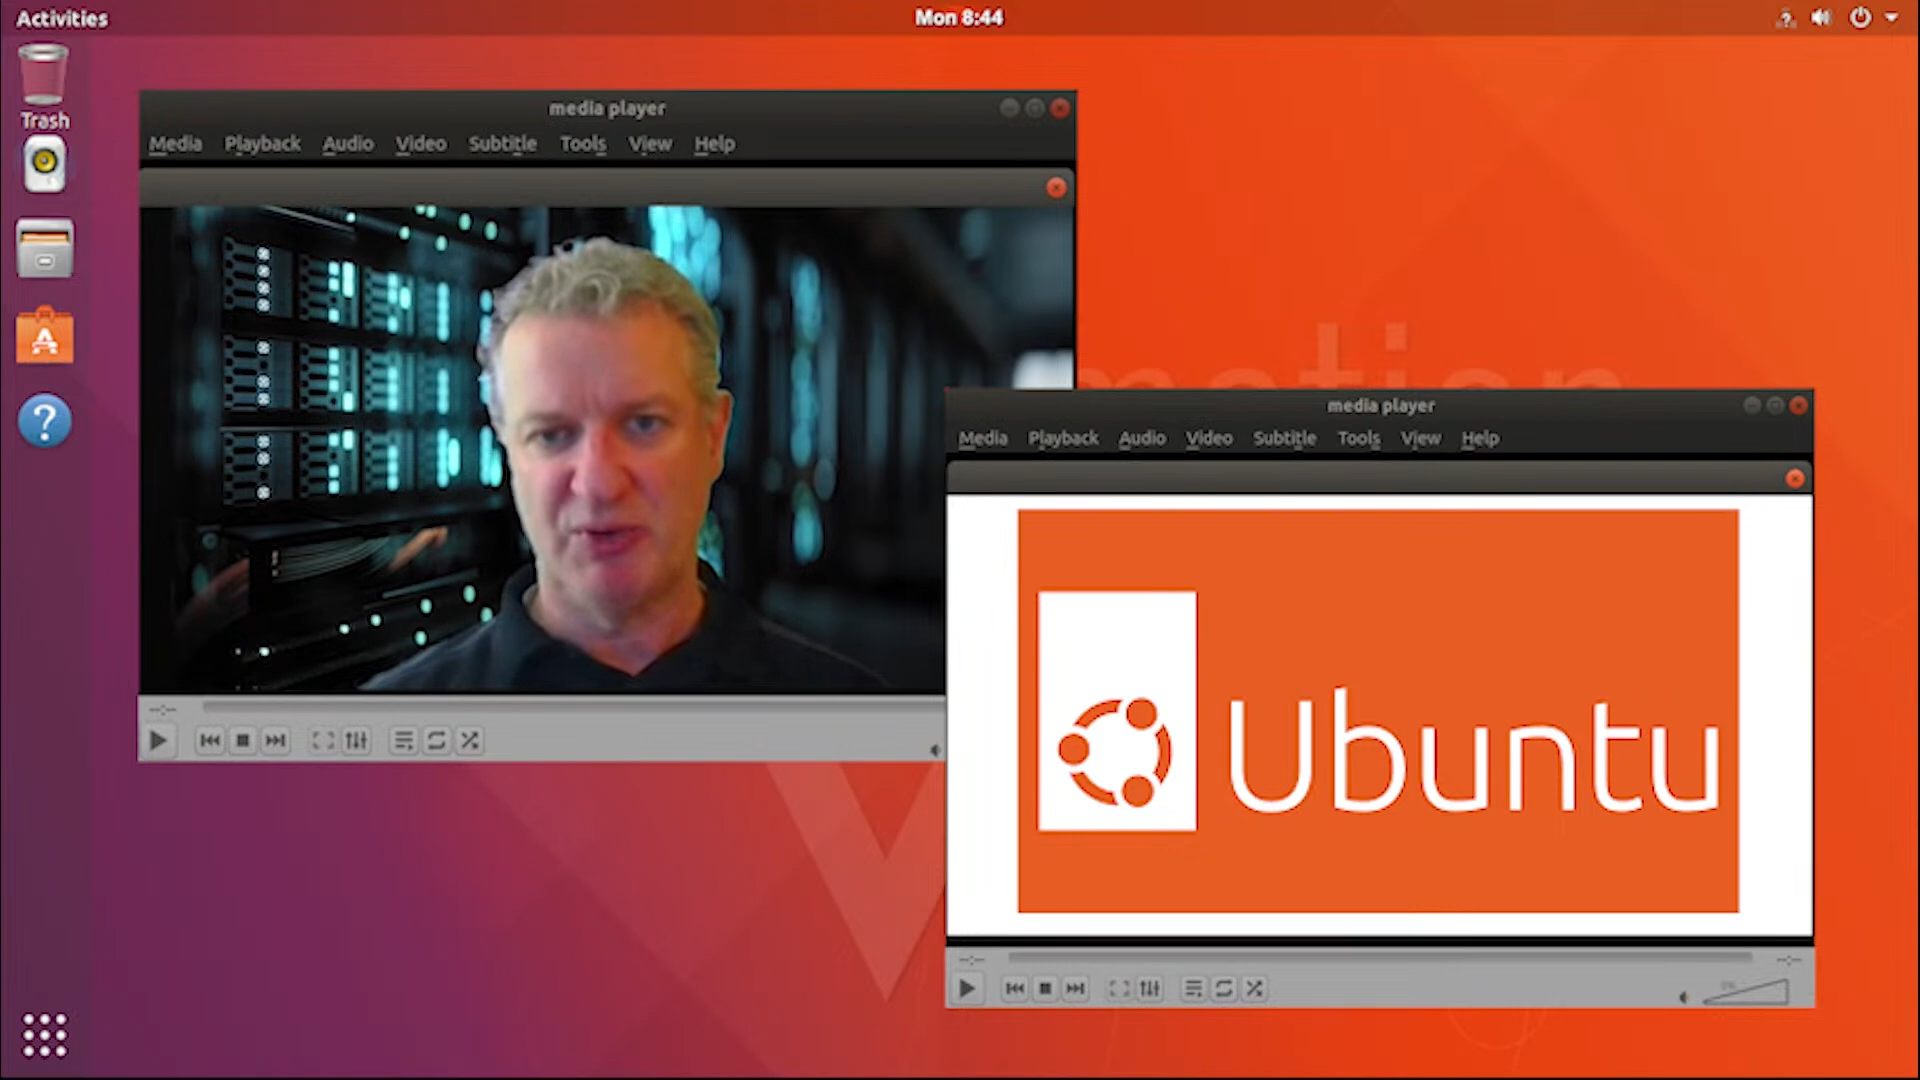 Activities
Mon 8:44
Trash
media player
Media Playback Audio Video Subtitle Tools View Help
media player
Media Playback Audio Video Subtitle Tools View Help
Ubuntu